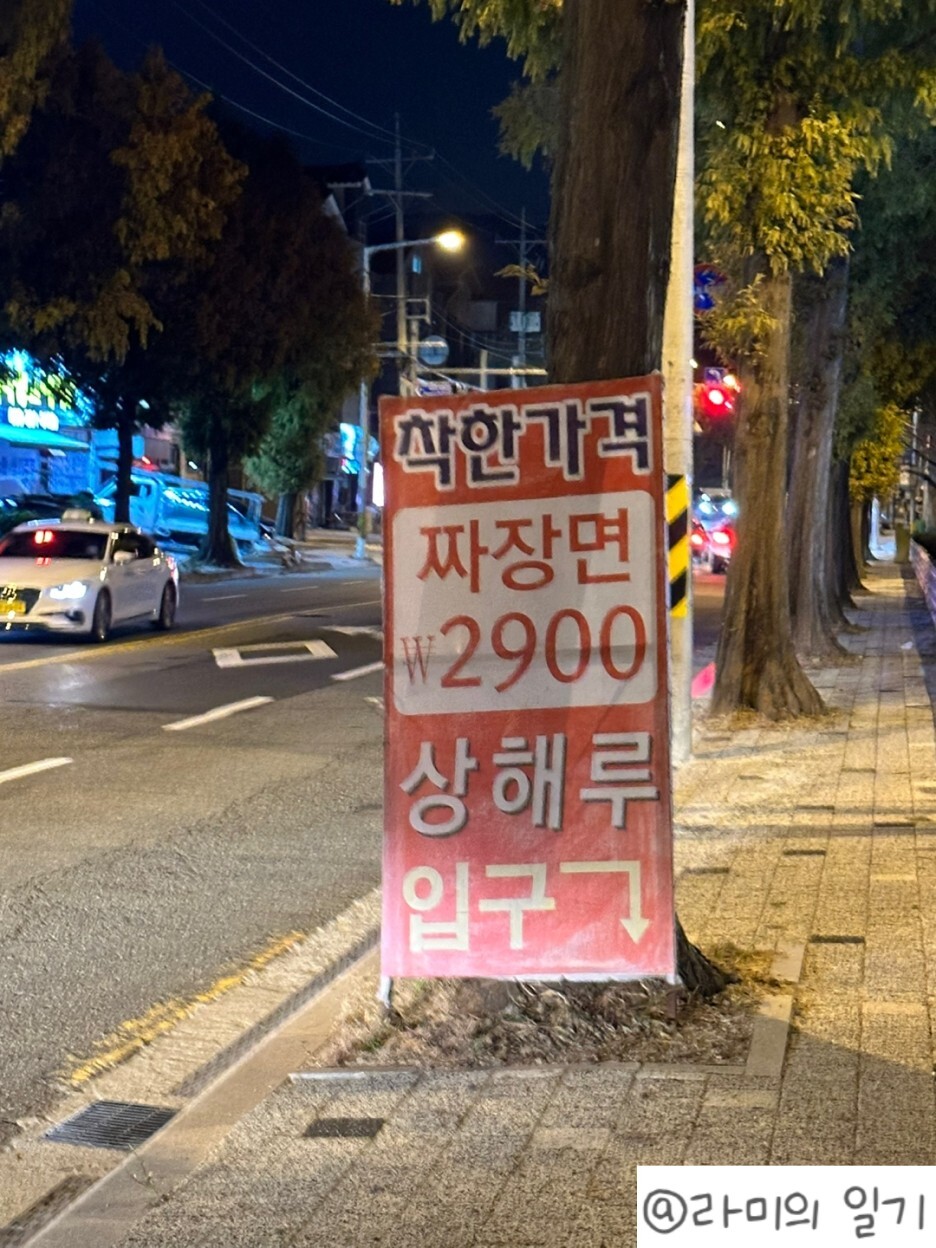 착한가격
짜장면
₩2900
상해루
입구
@라미의 일기